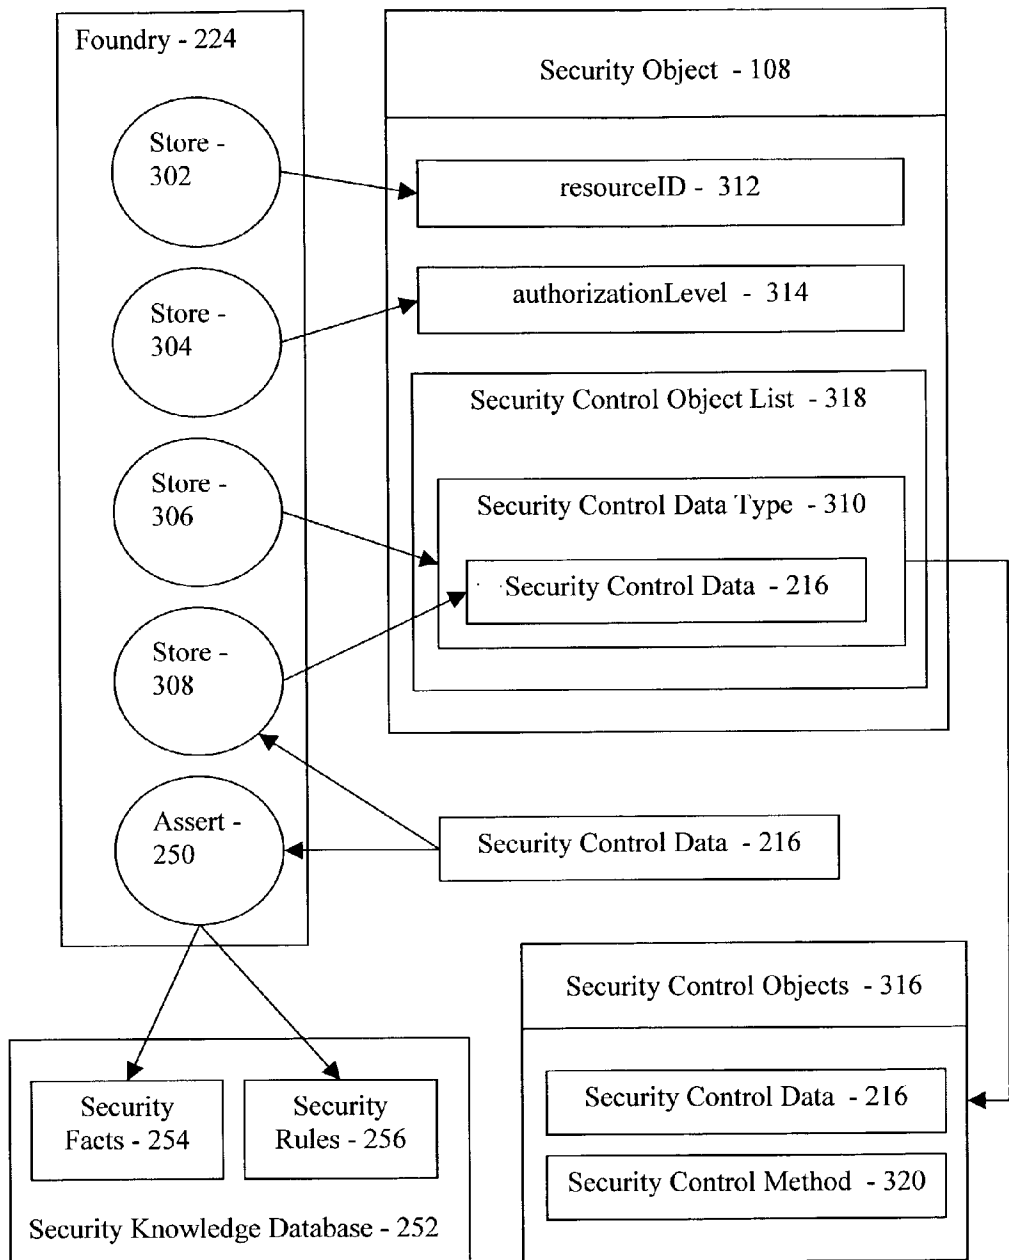 Foundry - 224
Store -
302
Store -
304
Store -
306
Store -
308
Assert -
250
Security Object - 108
resourceID - 312
authorizationLevel - 314
Security Control Object List - 318
Security Control Data Type - 310
Security Control Data - 216
Security Control Data - 216
Security Control Objects - 316
Security Control Data - 216
Security Control Method - 320
Security
Facts - 254
Security
Rules - 256
Security Knowledge Database - 252